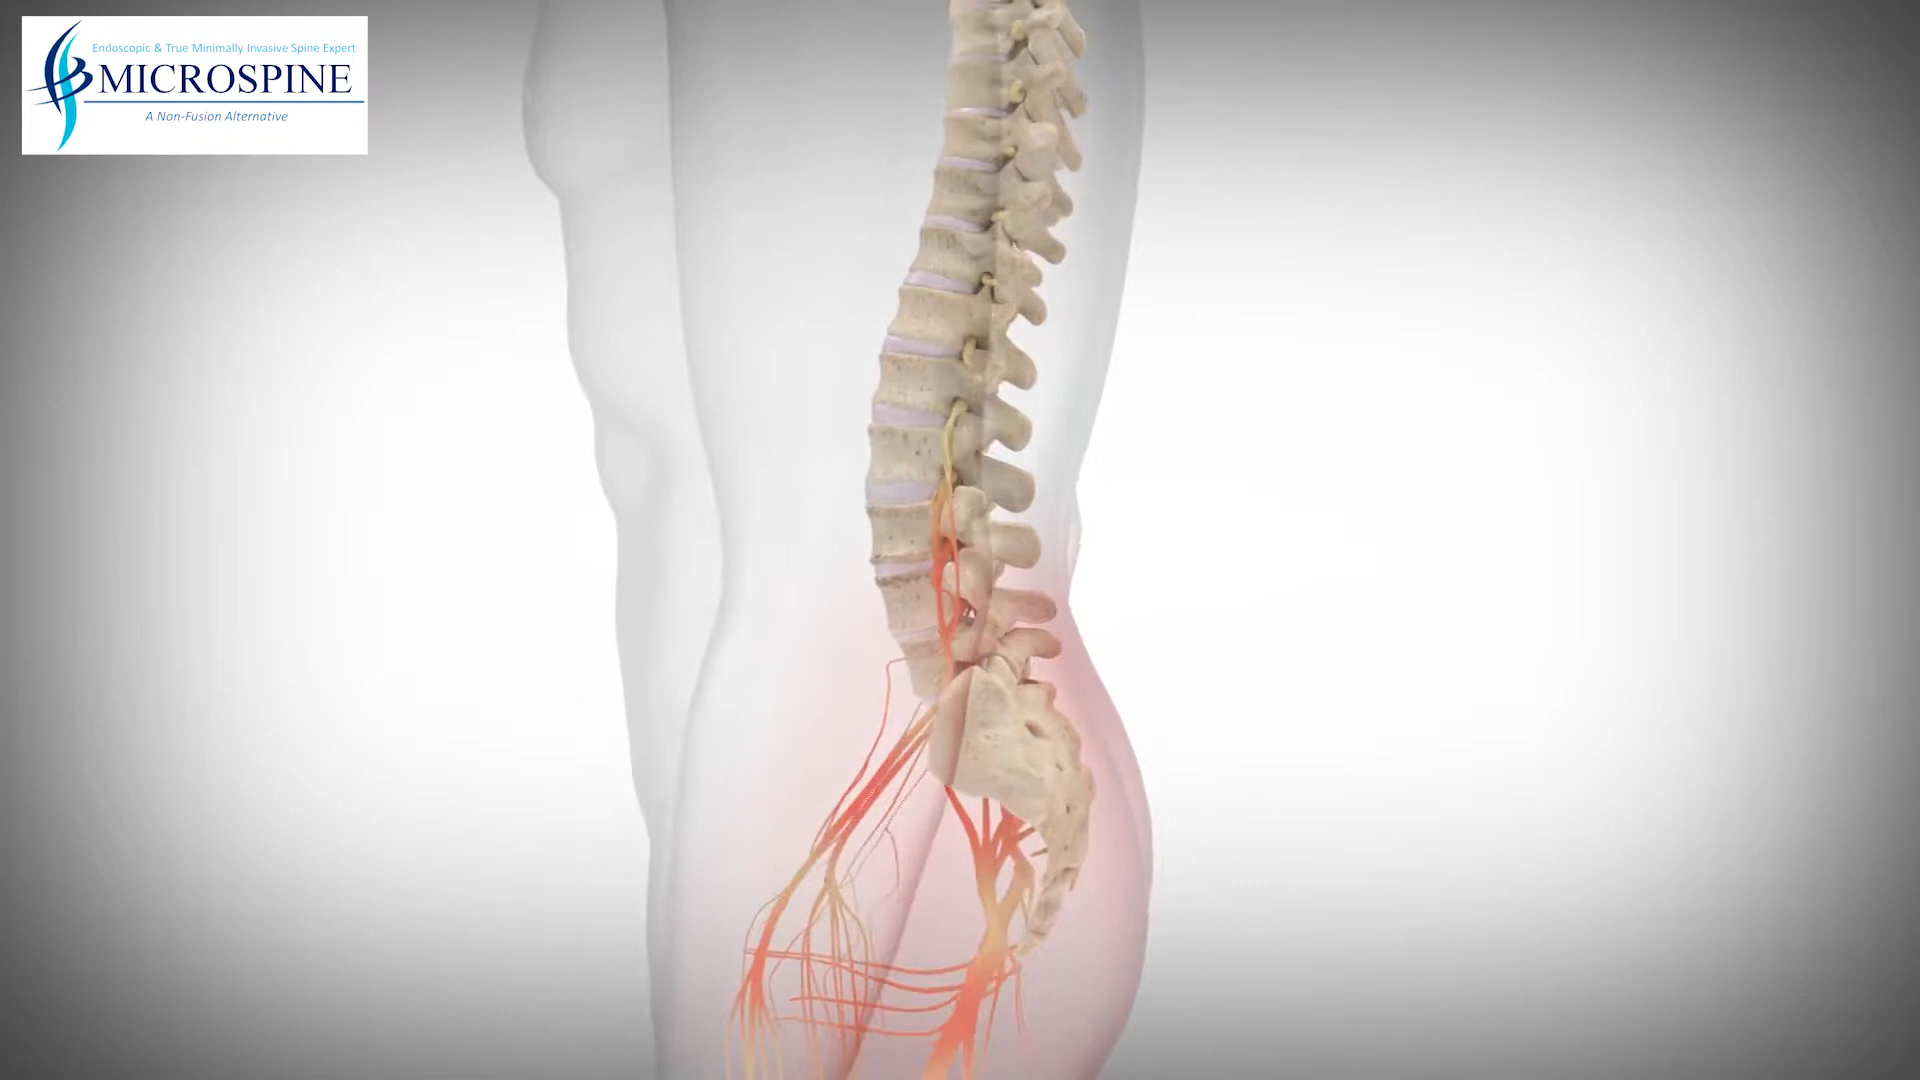 Endoscopic & True Minimally Invasive Spine Expert
MICROSPINE
A Non-Fusion Alternative